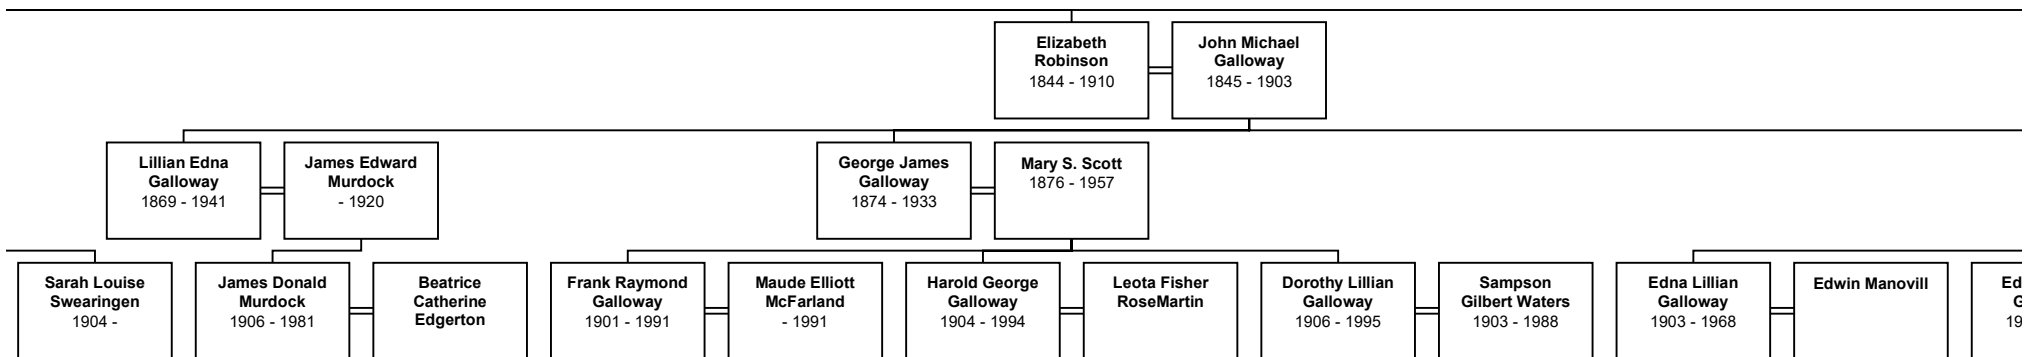 Elizabeth
Robinson
1844 - 1910
John Michael
Galloway
1845 - 1903
Lillian Edna
Galloway
1869 - 1941
James Edward
Murdock
- 1920
George James
Galloway
1874 - 1933
Mary S. Scott
1876 - 1957
Sarah Louise
Swearingen
1904 -
James Donald
Murdock
1906 - 1981
Beatrice
Catherine
Edgerton
Frank Raymond
Galloway
1901 - 1991
Maude Elliott
McFarland
- 1991
Harold George
Galloway
1904 - 1994
Leota Fisher
RoseMartin
Dorothy Lillian
Galloway
1906 - 1995
Sampson
Gilbert Waters
1903 - 1988
Edna Lillian
Galloway
1903 - 1968
Edwin Manovill
Ed
G
19